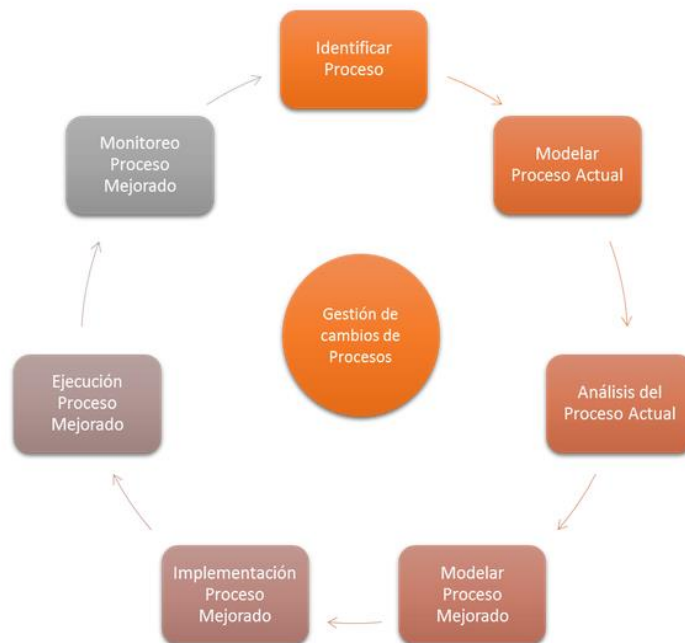 Identificar
Proceso
Modelar
Proceso Actual
Análisis del
Proceso Actual
Modelar
Proceso
Mejorado
Implementación
Proceso
Mejorado
Ejecución
Proceso
Mejorado
Monitoreo
Proceso
Mejorado
Gestión de
cambios de
Procesos